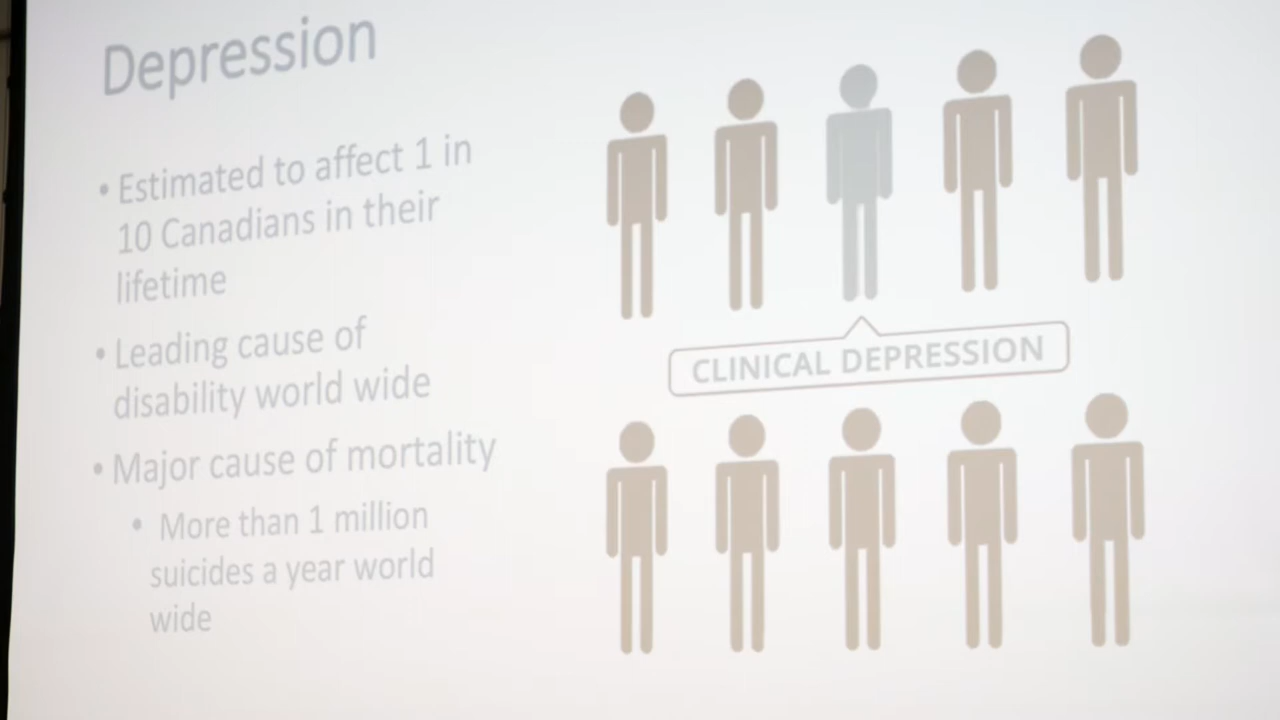 Depression
• Estimated to affect 1 in
10 Canadians in their
lifetime
• Leading cause of
disability world wide
• Major cause of mortality
• More than 1 million
suicides a year world
wide
CLINICAL DEPRESSION